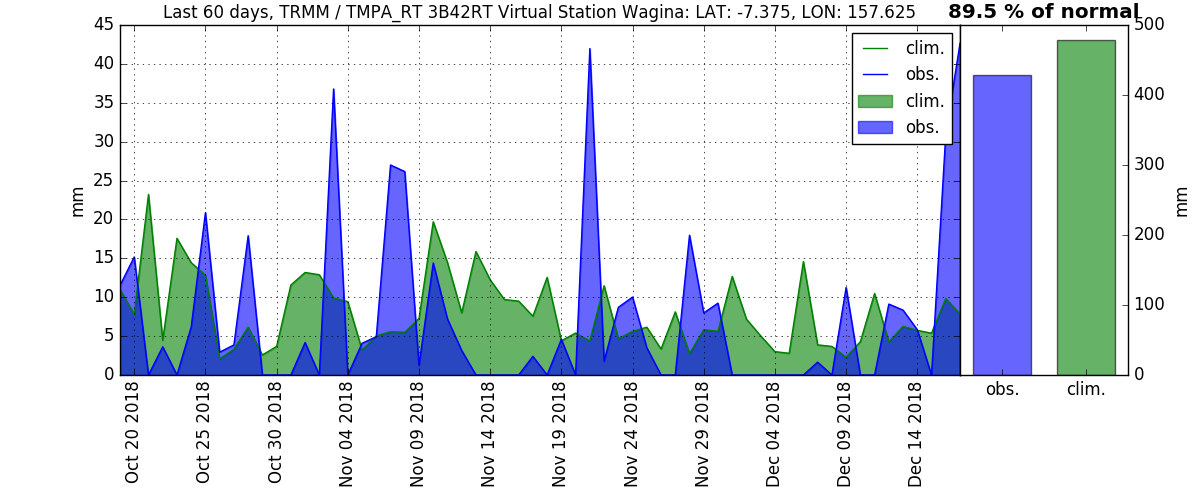 Last 60 days, TRMM / TMPA_RT 3B42RT Virtual Station Wagina: LAT: -7.375, LON: 157.625
89.5 % of normal
45
40
35
30
25
20
15
10
5
0
mm
clim.
obs.
clim.
obs.
500
400
300
200
100
0
mm
Oct 20 2018
Oct 25 2018
Oct 30 2018
Nov 04 2018
Nov 09 2018
Nov 14 2018
Nov 19 2018
Nov 24 2018
Nov 29 2018
Dec 04 2018
Dec 09 2018
Dec 14 2018
obs.
clim.